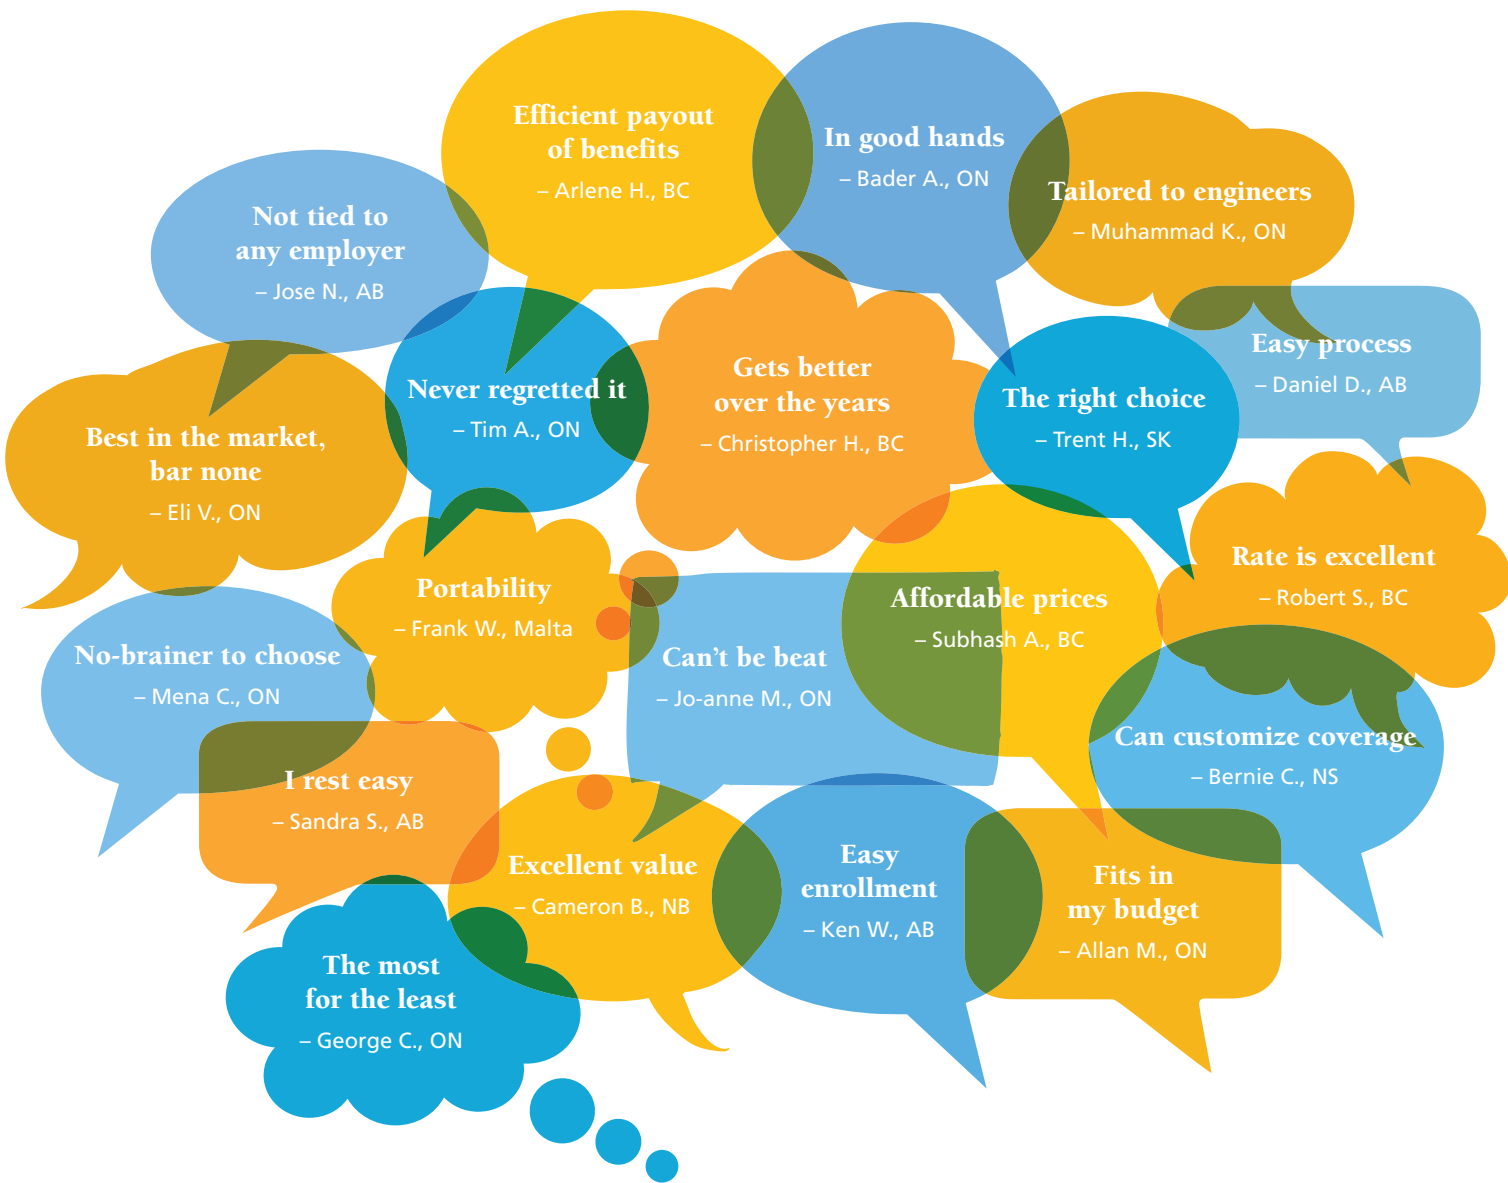 Efficient payout
of benefits
– Arlene H., BC
In good hands
– Bader A., ON
Tailored to engineers
– Muhammad K., ON
Not tied to
any employer
– Jose N., AB
Easy process
– Daniel D., AB
Never regretted it
– Tim A., ON
Gets better
over the years
– Christopher H., BC
The right choice
– Trent H., SK
Best in the market,
bar none
– Eli V., ON
Rate is excellent
– Robert S., BC
Portability
– Frank W., Malta
Affordable prices
– Subhash A., BC
No-brainer to choose
– Mena C., ON
Can’t be beat
– Jo-anne M., ON
Can customize coverage
– Bernie C., NS
I rest easy
– Sandra S., AB
Excellent value
– Cameron B., NB
Easy
enrollment
– Ken W., AB
Fits in
my budget
– Allan M., ON
The most
for the least
– George C., ON